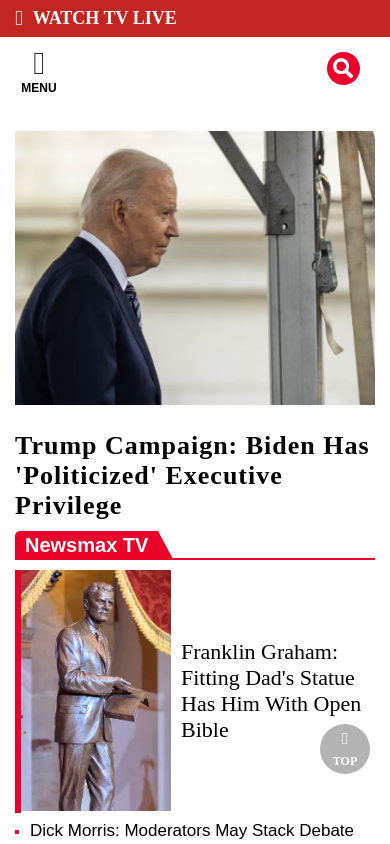 WATCH TV LIVE
MENU
Trump Campaign: Biden Has
'Politicized' Executive
Privilege
Newsmax TV
Franklin Graham:
Fitting Dad's Statue
Has Him With Open
Bible
TOP
Dick Morris: Moderators May Stack Debate